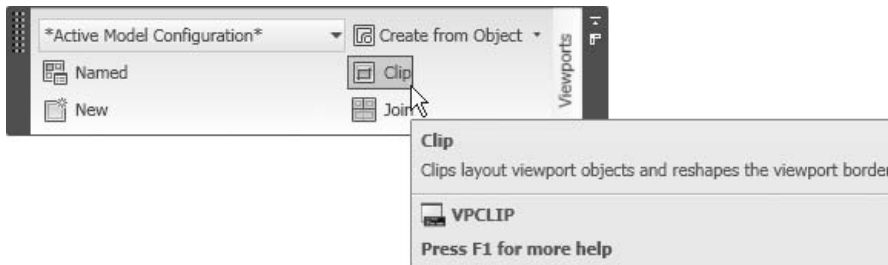 *Active Model Configuration*
Create from Object
Named
Clip
New
Join
Viewports
Clip
Clips layout viewport objects and reshapes the viewport border
VPCLIP
Press F1 for more help